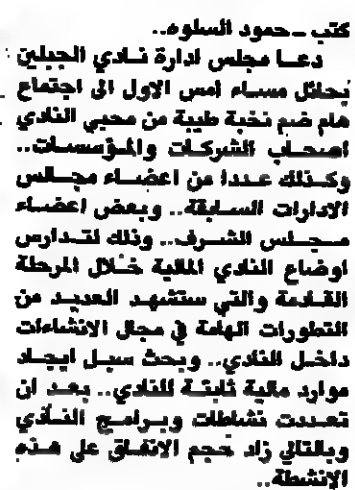 كتب ـ حمود السلوه..
دعا مجلس ادارة نادي الجبلين
بحائل مساء امس الاول الى اجتماع
هام ضم نخبة طيبة من محبي النادي
اصحاب الشركات والمؤسسات..
وكذلك عددا من اعضاء مجالس
الادارات السابقة.. وبعض اعضاء
مجلس الشرف.. وذلك لتدارس
اوضاع النادي المالية خلال المرحلة
القادمة والتي ستشهد العديد من
التطورات الهامة في مجال الانشاءات
داخل النادي.. وبحث سبل ايجاد
موارد مالية ثابتة للنادي.. بعد ان
تعددت نشاطات وبرامج النادي
وبالتالي زاد حجم الانفاق على هذه
الانشطة..